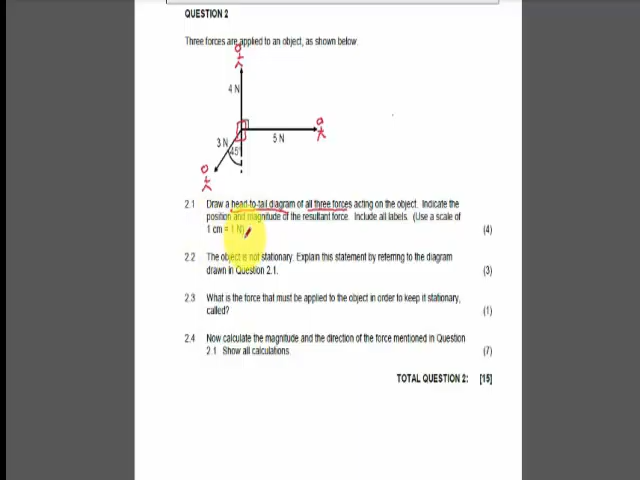 QUESTION 2
Three forces are applied to an object, as shown below.
4 N
5 N
3 N
45°
2.1 Draw a head-to-tail diagram of all three forces acting on the object. Indicate the
position and magnitude of the resultant force. Include all labels. (Use a scale of
1 cm = 1 N) (4)
2.2 The object is not stationary. Explain this statement by referring to the diagram
drawn in Question 2.1. (3)
2.3 What is the force that must be applied to the object in order to keep it stationary,
called? (1)
2.4 Now calculate the magnitude and the direction of the force mentioned in Question
2.1 Show all calculations. (7)
TOTAL QUESTION 2: [15]